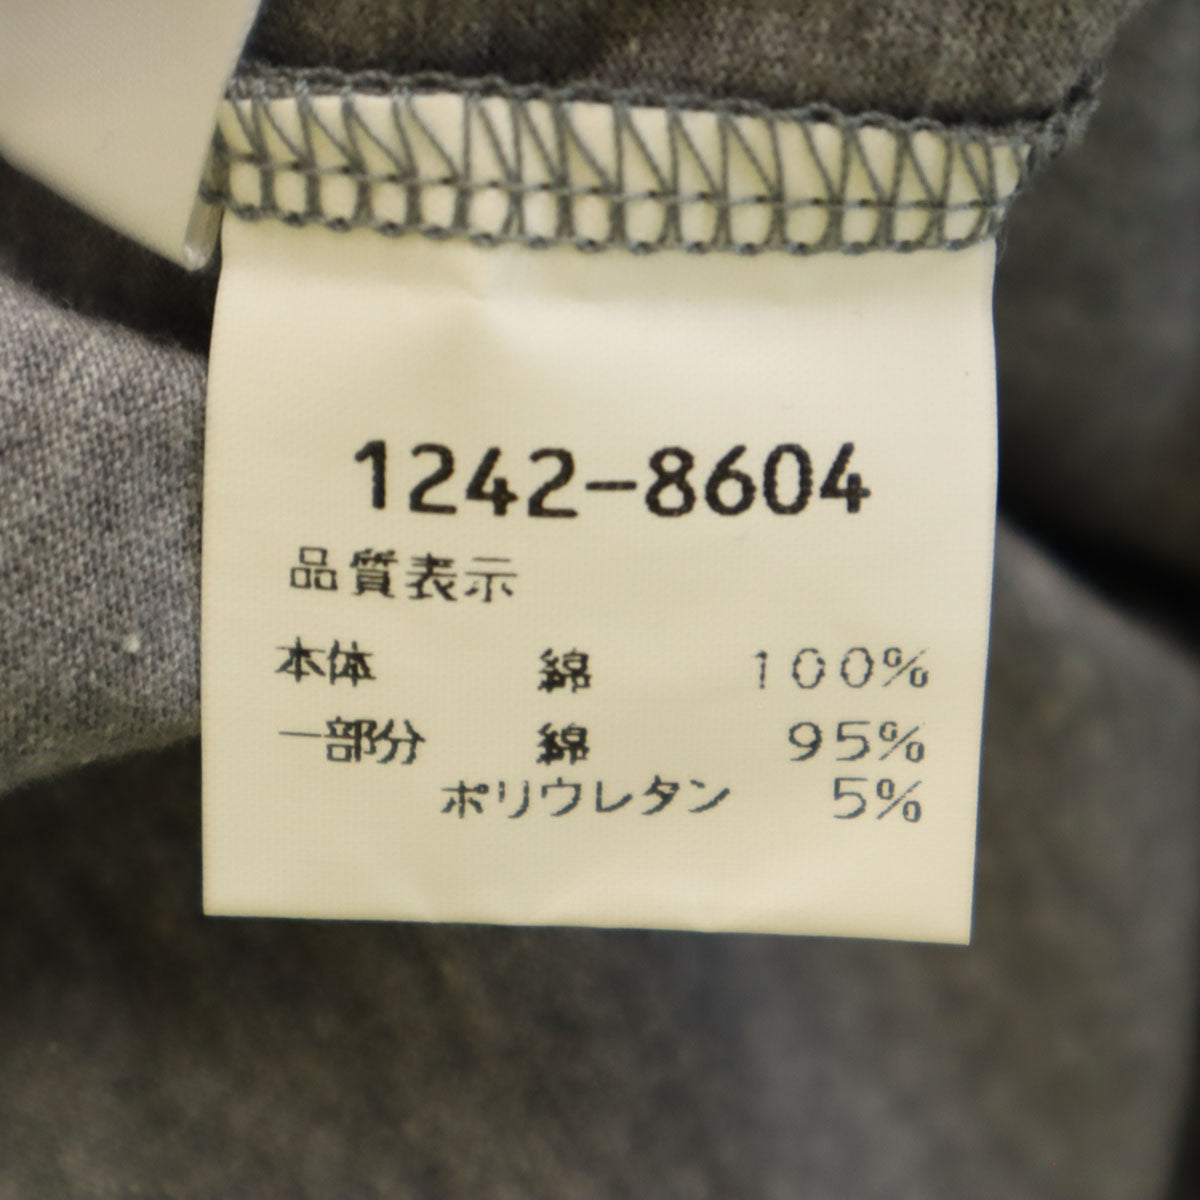 1242-8604
品質表示
本体 綿 100%
一部分 綿 95%
ポリウレタン 5%